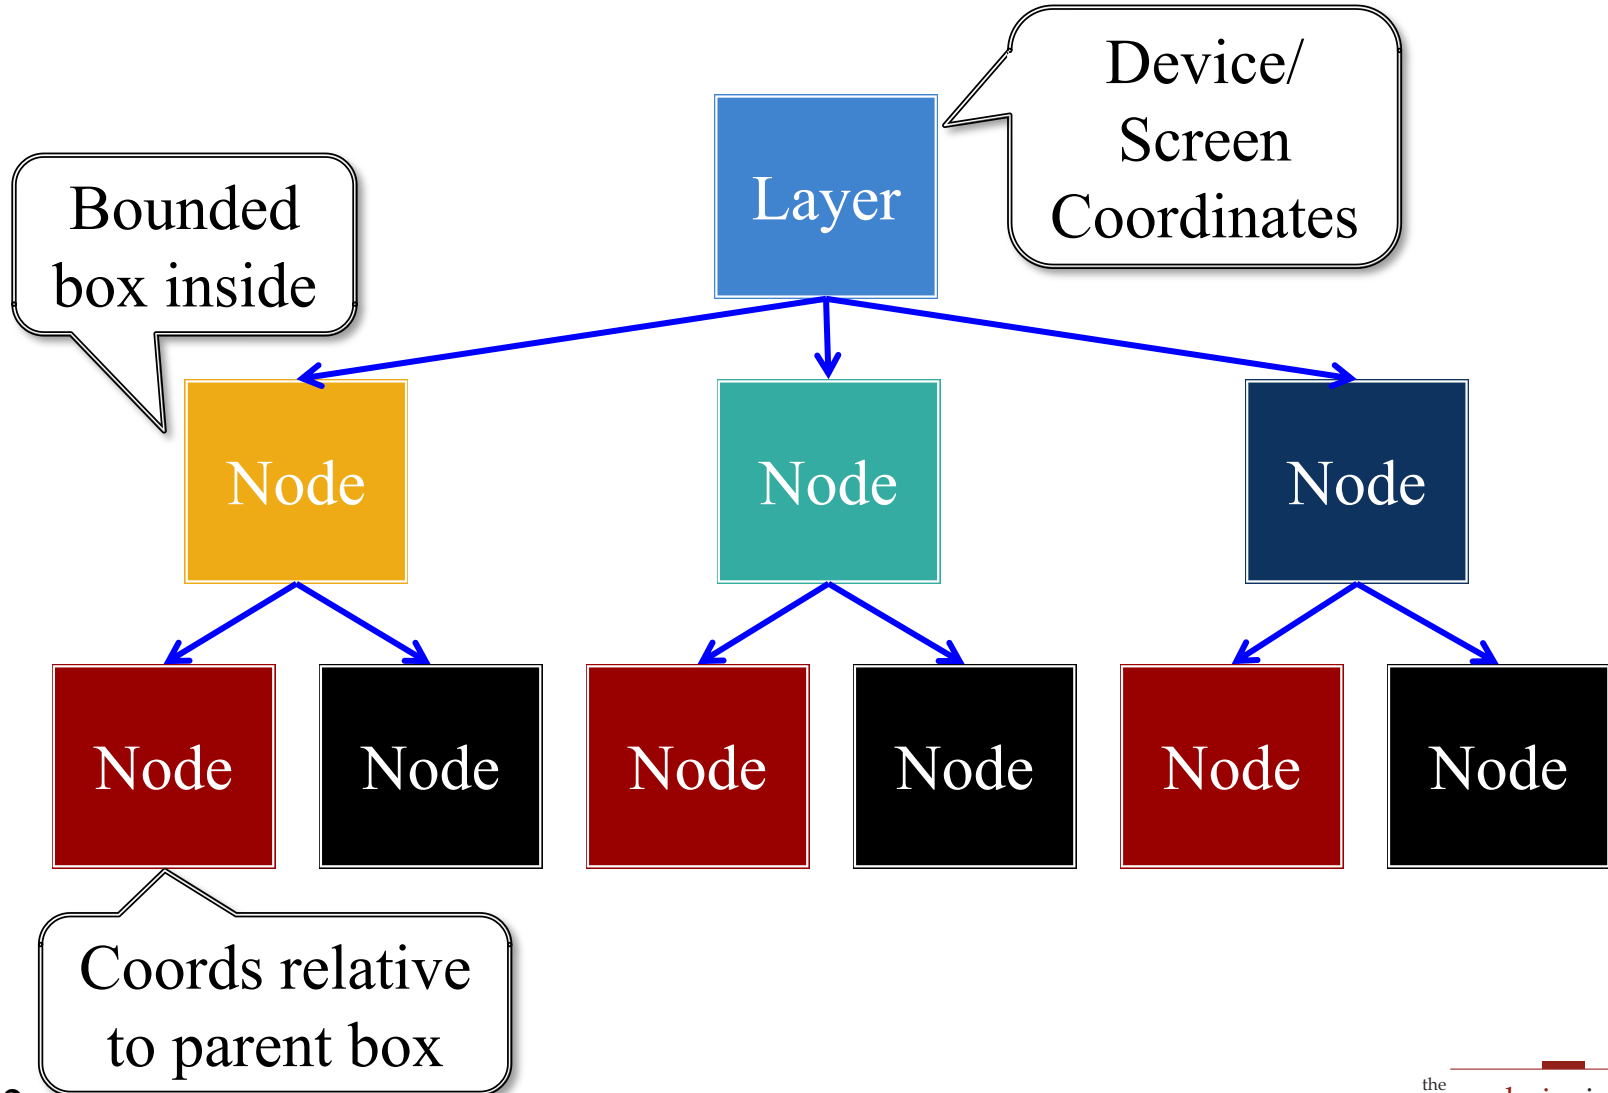 Device/
Screen
Coordinates
Layer
Bounded
box inside
Node
Node
Node
Node
Node
Node
Node
Node
Node
Coords relative
to parent box
the